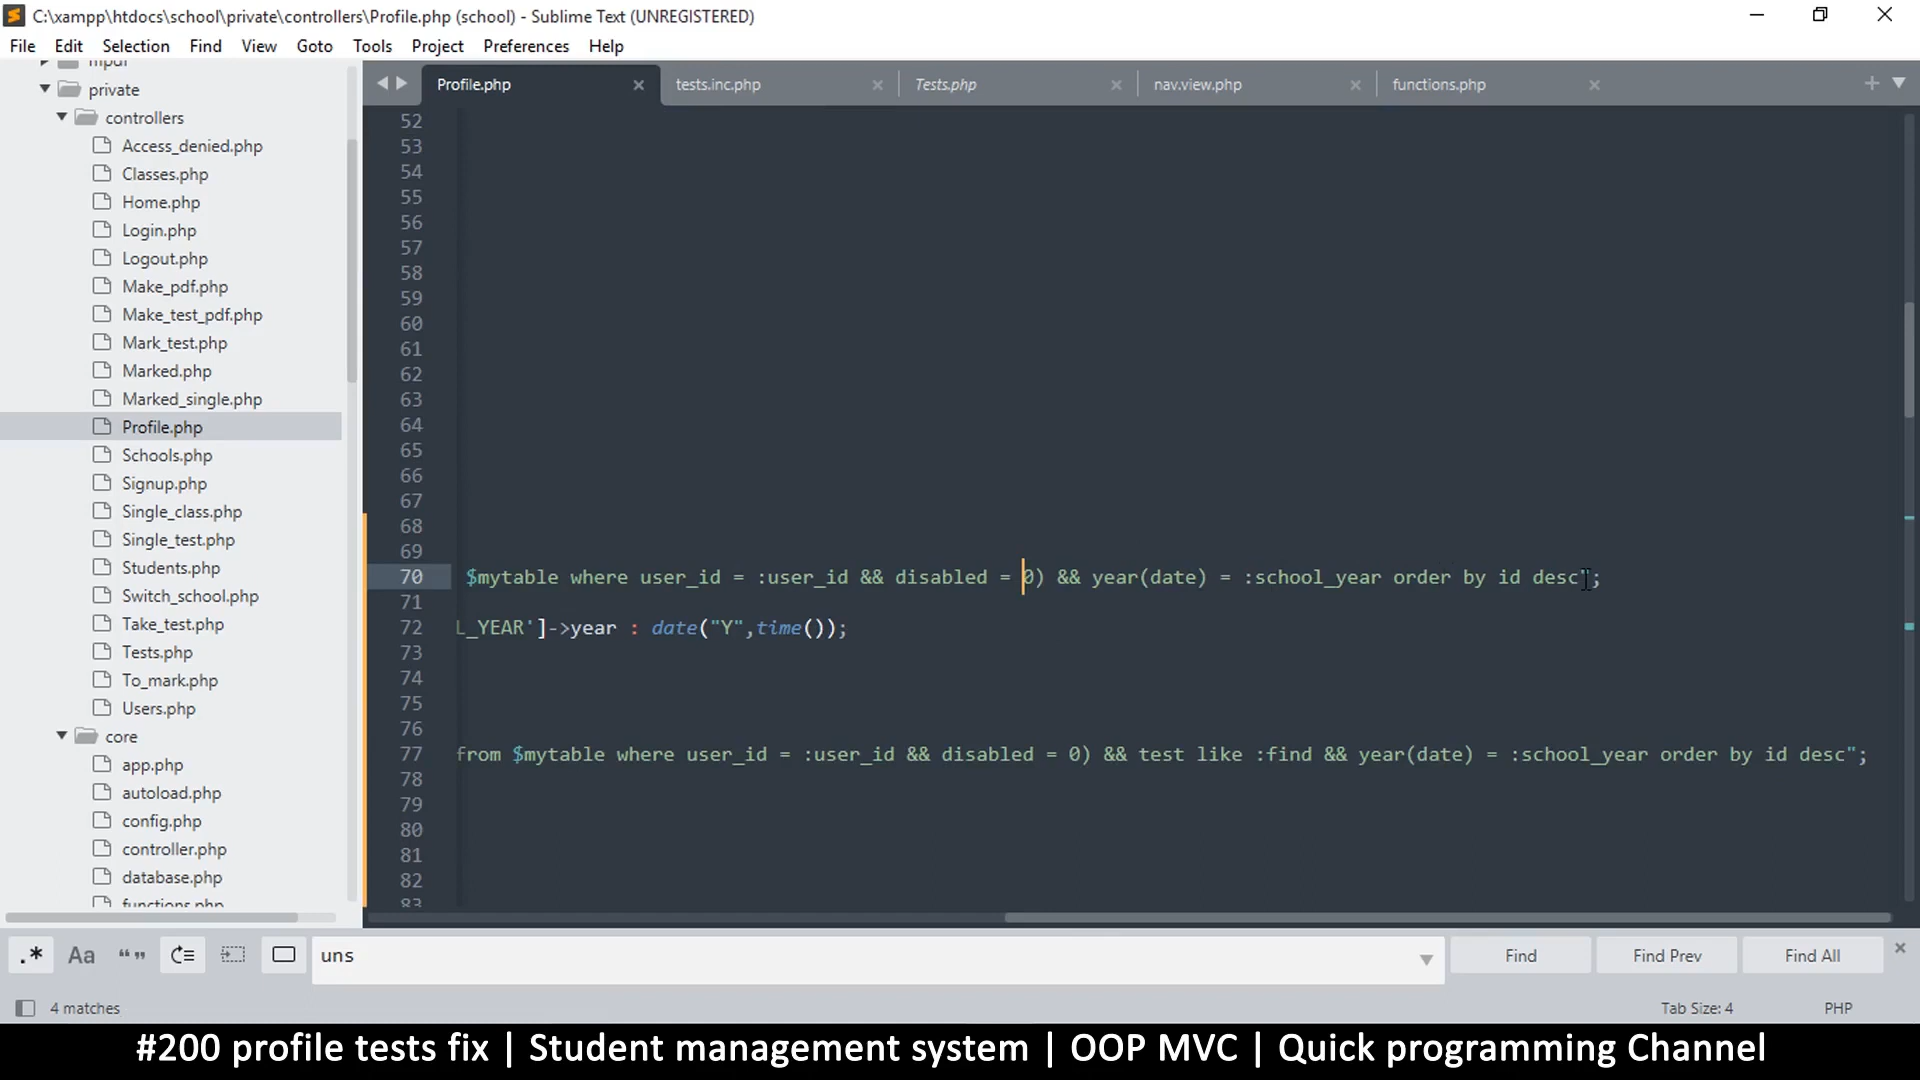 C:\xampp\htdocs\school\private\controllers\Profile.php (school) - Sublime Text (UNREGISTERED)
File Edit Selection Find View Goto Tools Project Preferences Help
mpdf
private
controllers
Access_denied.php
Classes.php
Home.php
Login.php
Logout.php
Make_pdf.php
Make_test_pdf.php
Mark_test.php
Marked.php
Marked_single.php
Profile.php
Schools.php
Signup.php
Single_class.php
Single_test.php
Students.php
Switch_school.php
Take_test.php
Tests.php
To_mark.php
Users.php
core
app.php
autoload.php
config.php
controller.php
database.php
functions.php
Profile.php tests.inc.php Tests.php nav.view.php functions.php
52
53
54
55
56
57
58
59
60
61
62
63
64
65
66
67
68
69
70 $mytable where user_id = :user_id && disabled = 0) && year(date) = :school_year order by id desc";
71
72 L_YEAR']->year : date("Y",time());
73
74
75
76
77 from $mytable where user_id = :user_id && disabled = 0) && test like :find && year(date) = :school_year order by id desc";
78
79
80
81
82
83
.* Aa “” uns Find Find Prev Find All
4 matches Tab Size: 4 PHP
#200 profile tests fix | Student management system | OOP MVC | Quick programming Channel